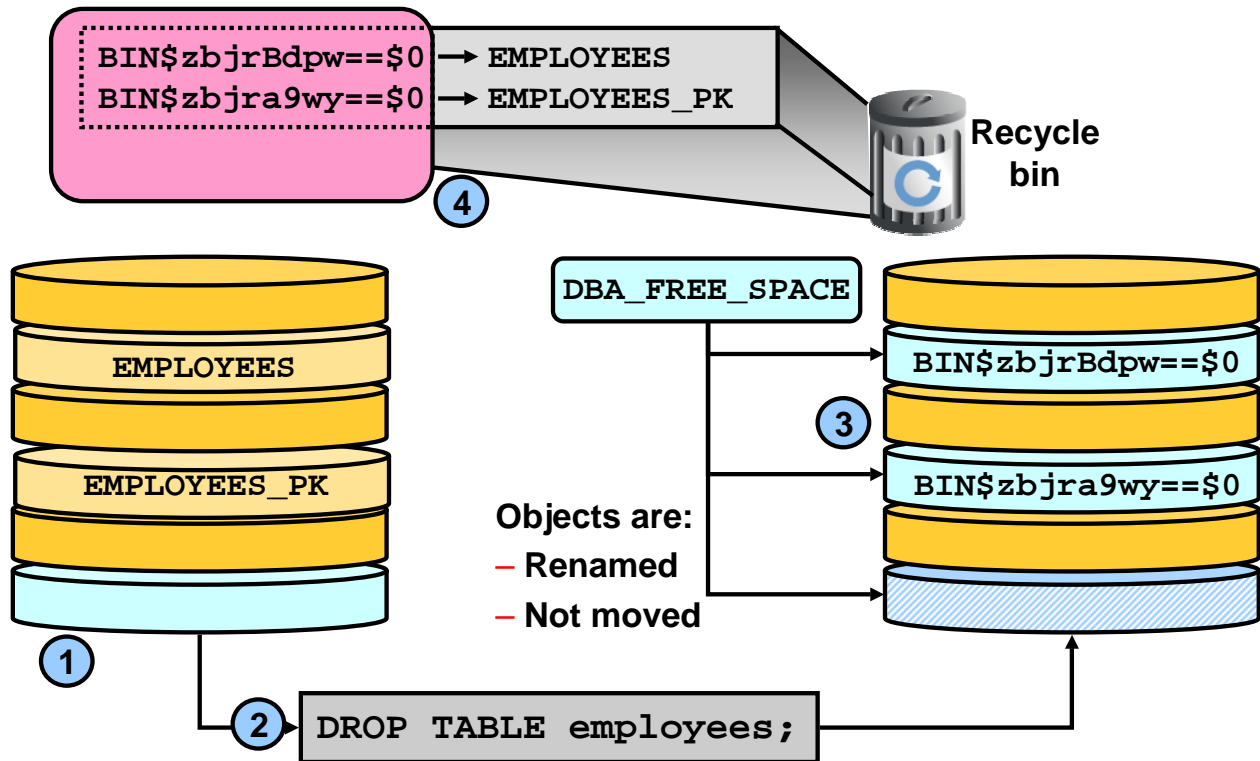 BIN$zbjrBdpw==$0 EMPLOYEES
BIN$zbjra9wy==$0 EMPLOYEES_PK
Recycle
bin
4
DBA_FREE_SPACE
EMPLOYEES
BIN$zbjrBdpw==$0
3
EMPLOYEES_PK
BIN$zbjra9wy==$0
Objects are:
– Renamed
– Not moved
1
2
DROP TABLE employees;